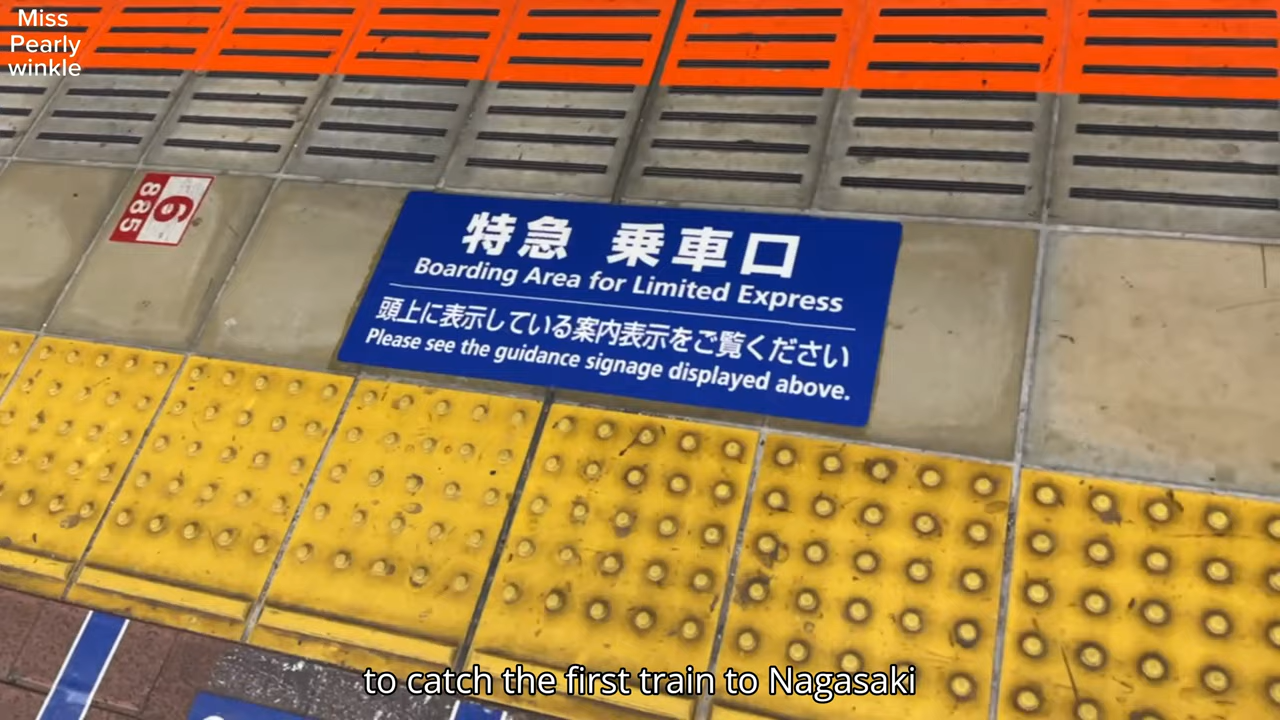 Miss
Pearly
winkle
特急 乗車口
Boarding Area for Limited Express
頭上に表示している案内表示をご覧ください
Please see the guidance signage displayed above.
6
885
to catch the first train to Nagasaki